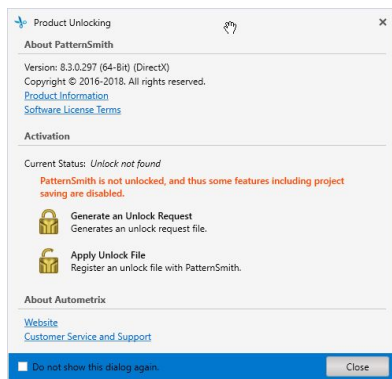 Product Unlocking
About PatternSmith
Version: 8.3.0.297 (64-Bit) (DirectX)
Copyright © 2016-2018. All rights reserved.
Product Information
Software License Terms
Activation
Current Status: Unlock not found
PatternSmith is not unlocked, and thus some features including project
saving are disabled.
Generate an Unlock Request
Generates an unlock request file.
Apply Unlock File
Register an unlock file with PatternSmith.
About Autometrix
Website
Customer Service and Support
Do not show this dialog again.
Close